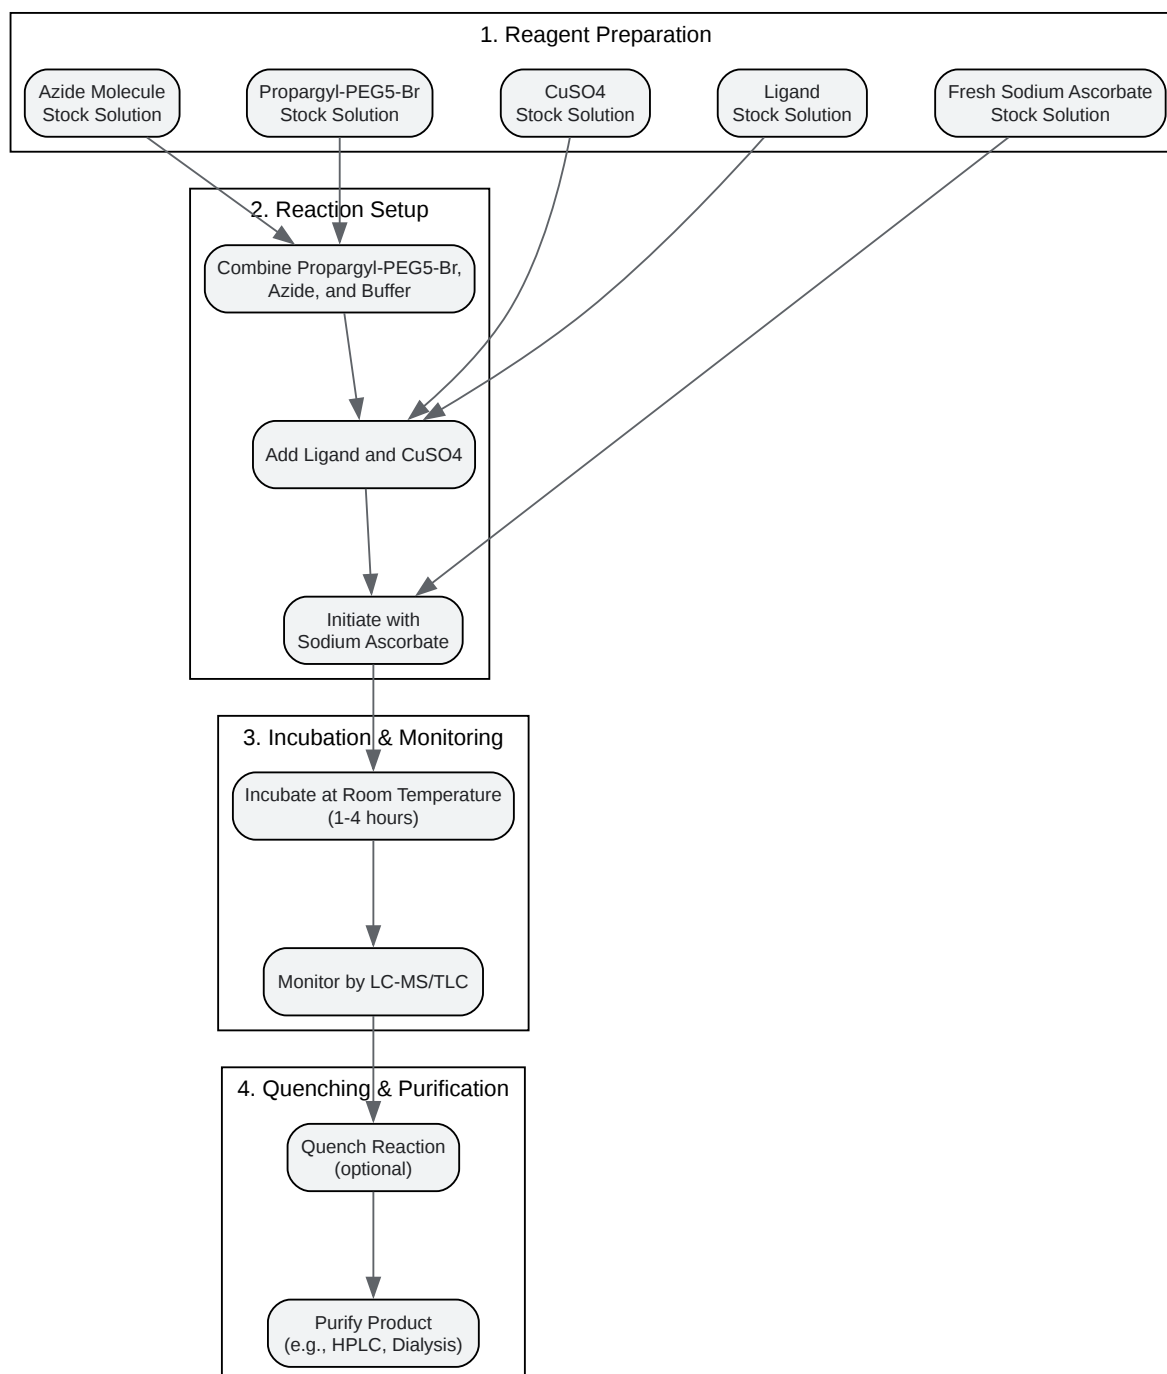 1. Reagent Preparation
Azide Molecule
Stock Solution
Propargyl-PEG5-Br
Stock Solution
CuSO4
Stock Solution
Ligand
Stock Solution
Fresh Sodium Ascorbate
Stock Solution
2. Reaction Setup
Combine Propargyl-PEG5-Br,
Azide, and Buffer
Add Ligand and CuSO4
Initiate with
Sodium Ascorbate
3. Incubation & Monitoring
Incubate at Room Temperature
(1-4 hours)
Monitor by LC-MS/TLC
4. Quenching & Purification
Quench Reaction
(optional)
Purify Product
(e.g., HPLC, Dialysis)